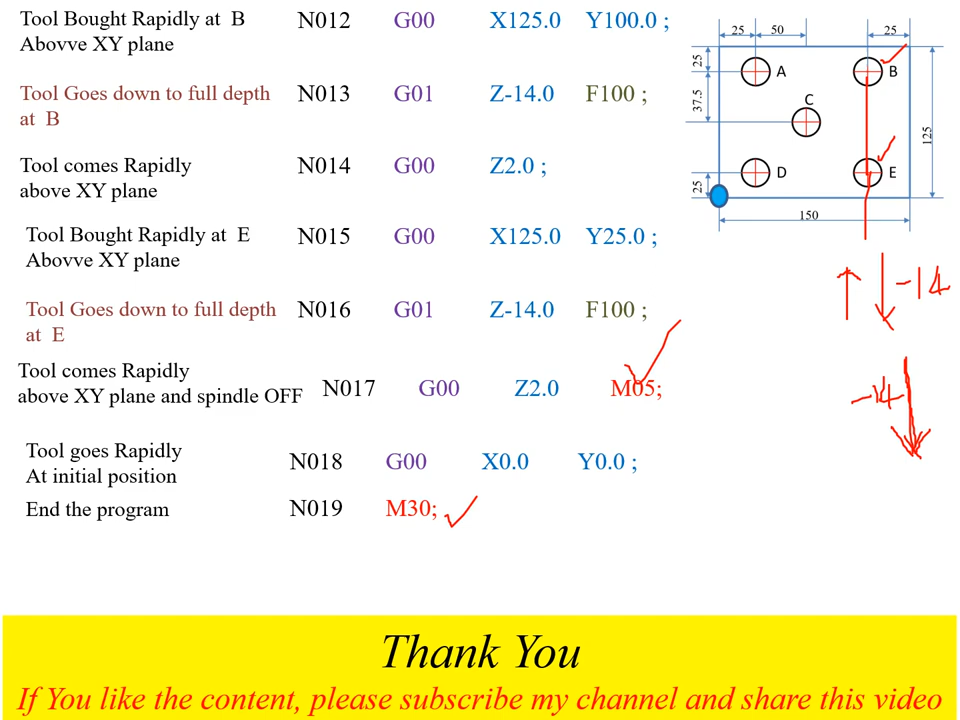 Tool Bought Rapidly at B
Abovve XY plane
N012 G00 X125.0 Y100.0 ;
Tool Goes down to full depth
at B
N013 G01 Z-14.0 F100 ;
Tool comes Rapidly
above XY plane
N014 G00 Z2.0 ;
Tool Bought Rapidly at E
Abovve XY plane
N015 G00 X125.0 Y25.0 ;
Tool Goes down to full depth
at E
N016 G01 Z-14.0 F100 ;
Tool comes Rapidly
above XY plane and spindle OFF
N017 G00 Z2.0 M05;
Tool goes Rapidly
At initial position
N018 G00 X0.0 Y0.0 ;
End the program N019 M30;
25 50 25
25
A B
37.5
C
125
D E
25
150
-14
-14
Thank You
If You like the content, please subscribe my channel and share this video